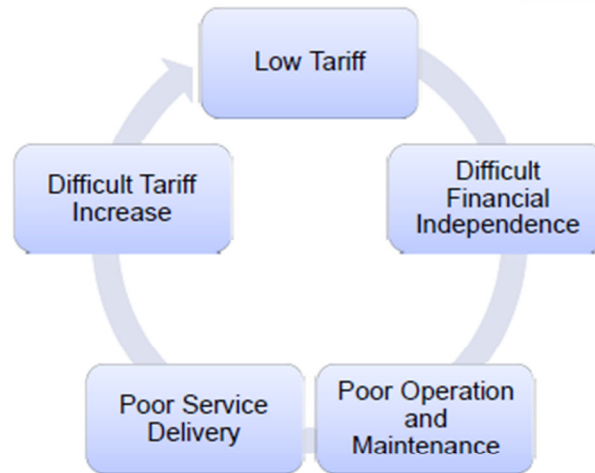 Low Tariff
Difficult
Financial
Independence
Poor Operation
and
Maintenance
Poor Service
Delivery
Difficult Tariff
Increase